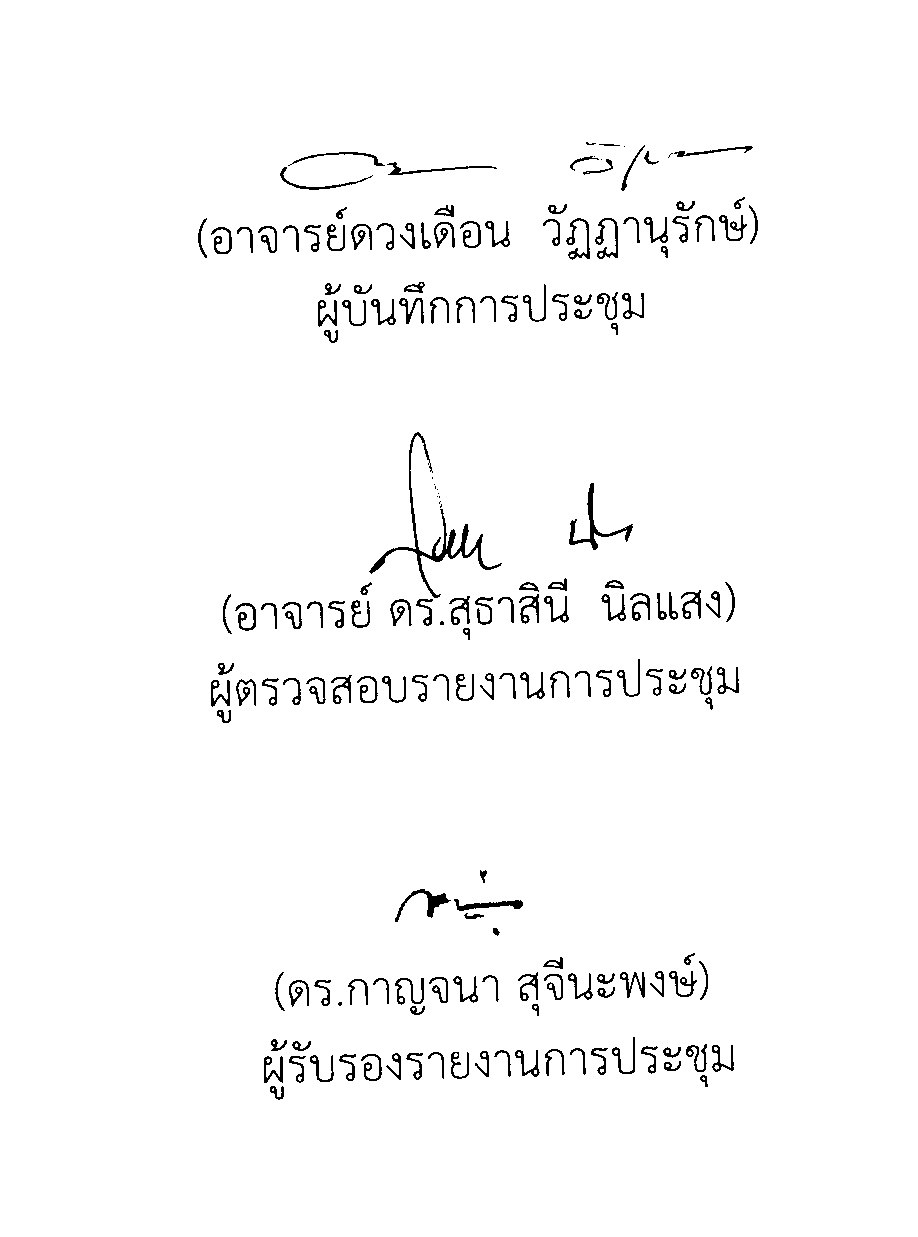 (อาจารย์ดวงเดือน วัฏฏานุรักษ์)
ผู้บันทึกการประชุม
(อาจารย์ ดร.สุธาสินี นิลแสง)
ผู้ตรวจสอบรายงานการประชุม
(ดร.กาญจนา สุจีนะพงษ์)
ผู้รับรองรายงานการประชุม